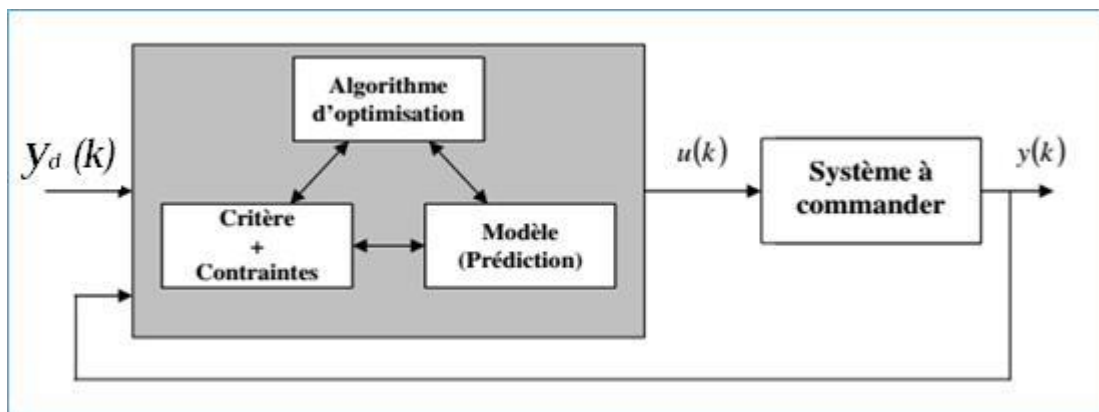 Algorithme
d'optimisation
y_d (k)
u(k)
y(k)
Système à
commander
Critère
+
Contraintes
Modèle
(Prédiction)